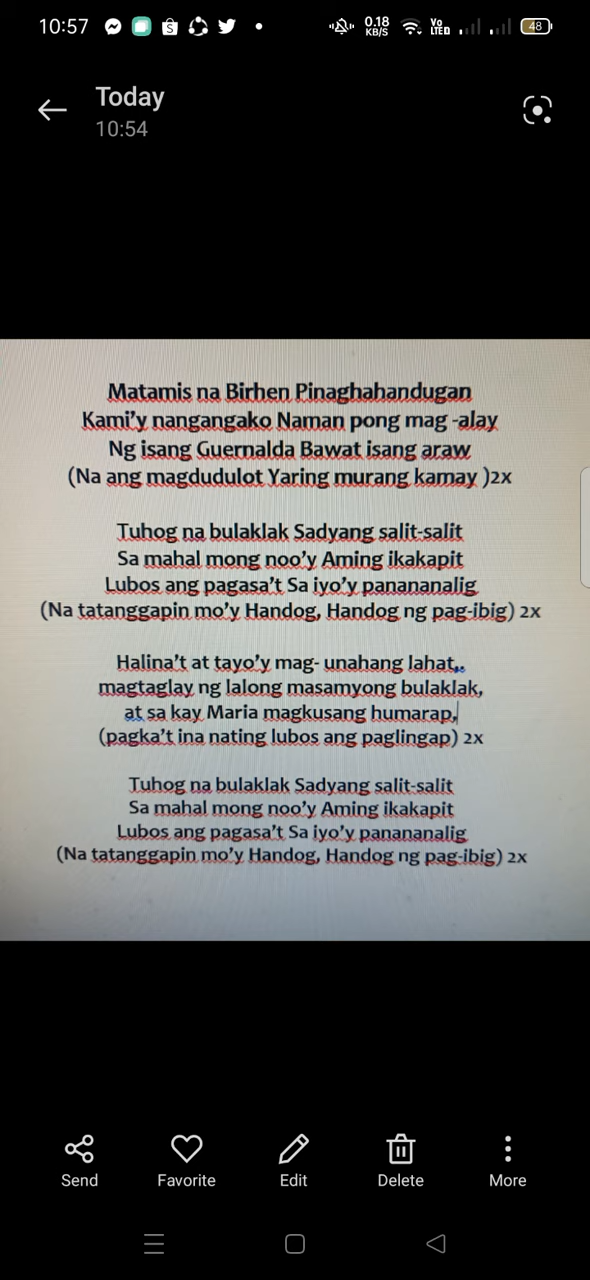 10:57
0.18
KB/S
Vo
LTE
48
Today
10:54
Matamis na Birhen Pinaghahandugan
Kami'y nangangako Naman pong mag -alay
Ng isang Guernalda Bawat isang araw
(Na ang magdudulot Yaring murang kamay )2x
Tuhog na bulaklak Sadyang salit-salit
Sa mahal mong noo'y Aming ikakapit
Lubos ang pagasa't Sa iyo'y panananalig
(Na tatanggapin mo'y Handog, Handog ng pag-ibig) 2x
Halina't at tayo'y mag- unahang lahat,.
magtaglay ng lalong masamyong bulaklak,
at sa kay Maria magkusang humarap,
(pagka't ina nating lubos ang paglingap) 2x
Tuhog na bulaklak Sadyang salit-salit
Sa mahal mong noo'y Aming ikakapit
Lubos ang pagasa't Sa iyo'y panananalig
(Na tatanggapin mo'y Handog, Handog ng pag-ibig) 2x
Send
Favorite
Edit
Delete
More